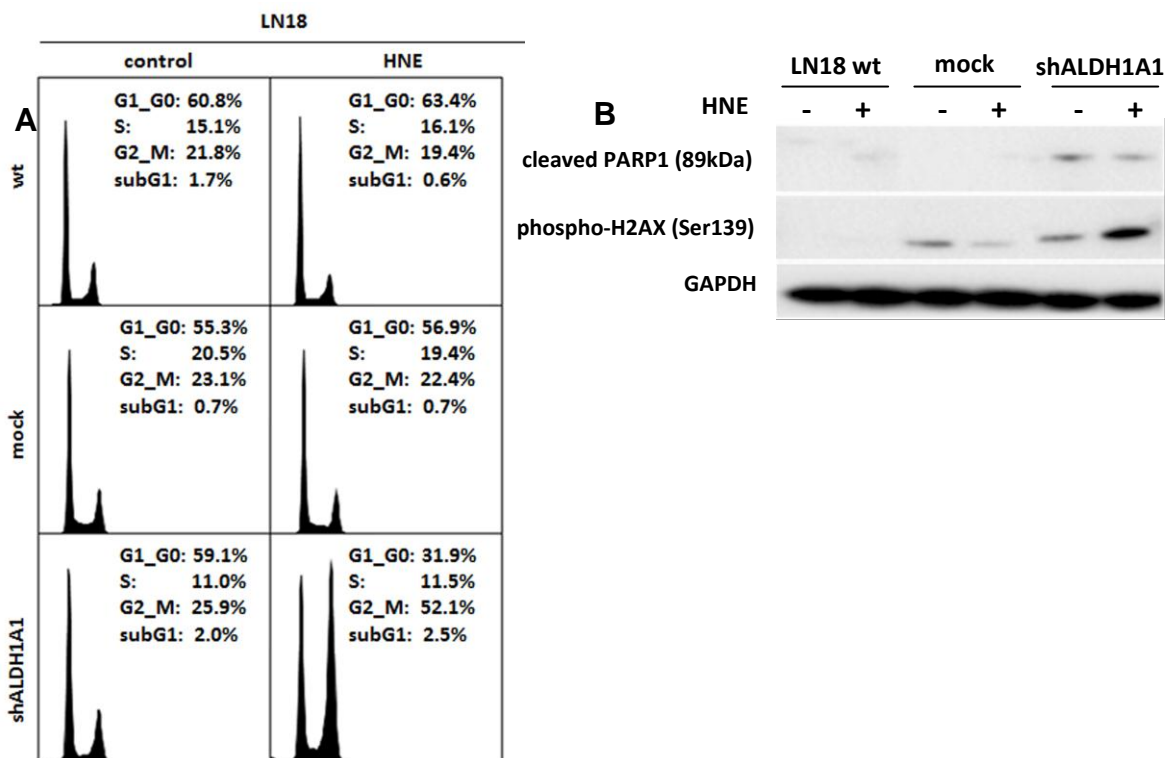 LN18
control HNE
A
wt
G1_G0: 60.8%
S: 15.1%
G2_M: 21.8%
subG1: 1.7%
G1_G0: 63.4%
S: 16.1%
G2_M: 19.4%
subG1: 0.6%
mock
G1_G0: 55.3%
S: 20.5%
G2_M: 23.1%
subG1: 0.7%
G1_G0: 56.9%
S: 19.4%
G2_M: 22.4%
subG1: 0.7%
shALDH1A1
G1_G0: 59.1%
S: 11.0%
G2_M: 25.9%
subG1: 2.0%
G1_G0: 31.9%
S: 11.5%
G2_M: 52.1%
subG1: 2.5%
B
LN18 wt mock shALDH1A1
HNE - + - + - +
cleaved PARP1 (89kDa)
phospho-H2AX (Ser139)
GAPDH